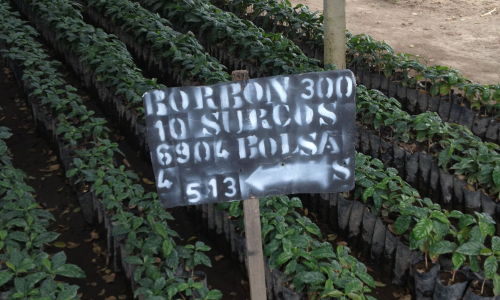 BORBON 300
10 SURCOS
6904 BOLSA
4 S
513